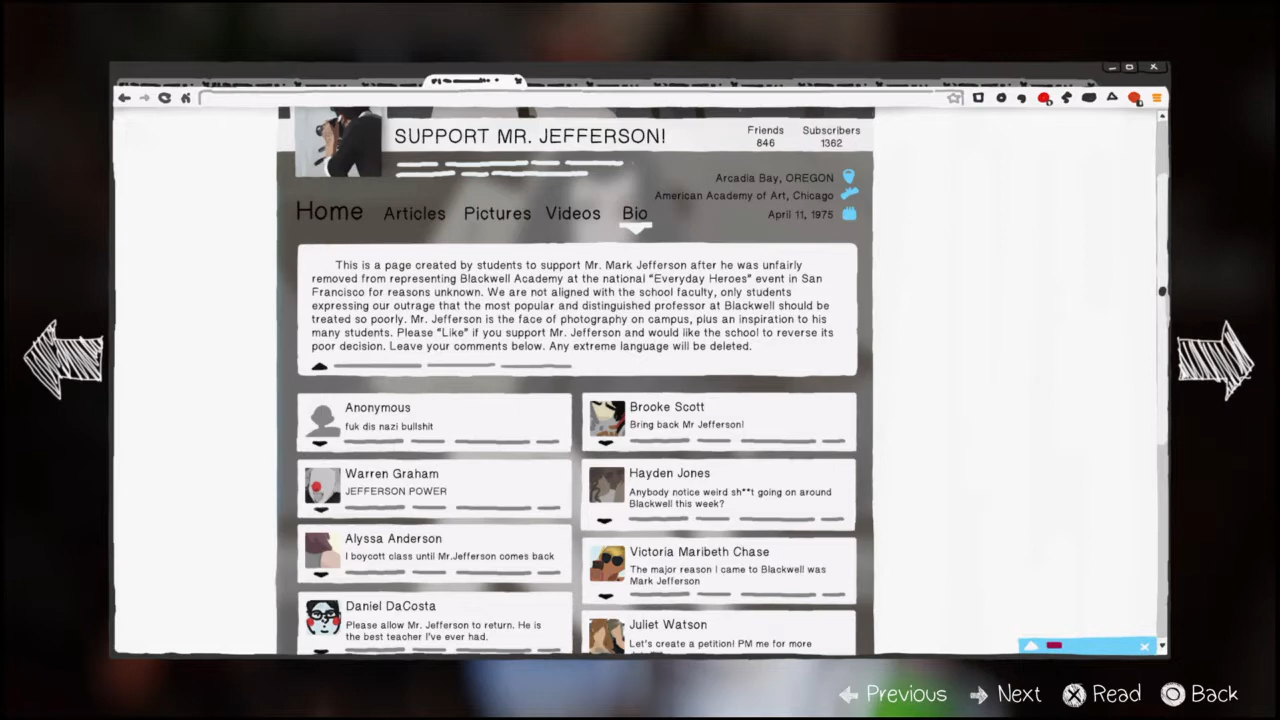 SUPPORT MR. JEFFERSON!
Friends
846
Subscribers
1362
Arcadia Bay, OREGON
American Academy of Art, Chicago
April 11, 1975
Home
Articles
Pictures
Videos
Bio
This is a page created by students to support Mr. Mark Jefferson after he was unfairly
removed from representing Blackwell Academy at the national "Everyday Heroes" event in San
Francisco for reasons unknown. We are not aligned with the school faculty, only students
expressing our outrage that the most popular and distinguished professor at Blackwell should be
treated so poorly. Mr. Jefferson is the face of photography on campus, plus an inspiration to his
many students. Please "Like" if you support Mr. Jefferson and would like the school to reverse its
poor decision. Leave your comments below. Any extreme language will be deleted.
Anonymous
fuk dis nazi bullshit
Warren Graham
JEFFERSON POWER
Alyssa Anderson
I boycott class until Mr.Jefferson comes back
Daniel DaCosta
Please allow Mr. Jefferson to return. He is
the best teacher I've ever had.
Brooke Scott
Bring back Mr Jefferson!
Hayden Jones
Anybody notice weird sh**t going on around
Blackwell this week?
Victoria Maribeth Chase
The major reason I came to Blackwell was
Mark Jefferson
Juliet Watson
Let's create a petition! PM me for more
Previous
Next
Read
Back